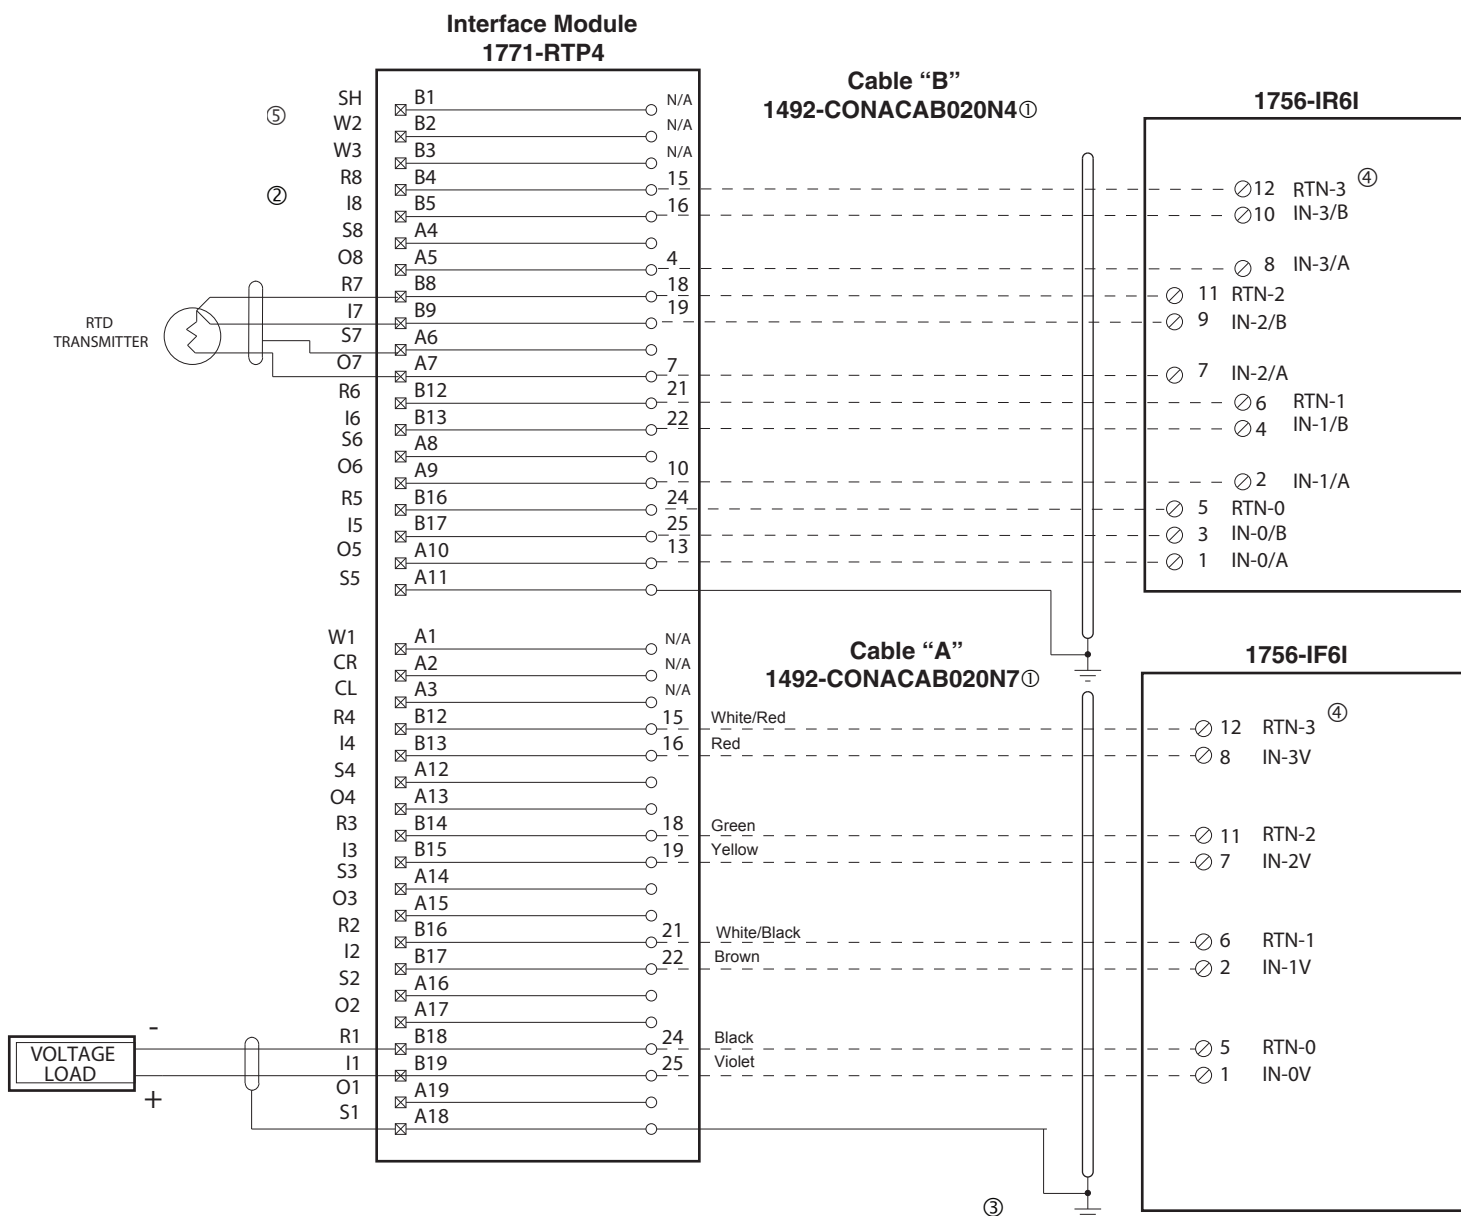 Interface Module
1771-RTP4
Cable “B”
1492-CONACAB020N4①
1756-IR6I
⑤
②
SH B1 N/A
W2 B2 N/A
W3 B3 N/A
R8 B4 15 12 RTN-3 ④
I8 B5 16 10 IN-3/B
S8 A4
O8 A5 4 8 IN-3/A
R7 B8 18 11 RTN-2
I7 B9 19 9 IN-2/B
RTD
TRANSMITTER
S7 A6
O7 A7 7 7 IN-2/A
R6 B12 21 6 RTN-1
I6 B13 22 4 IN-1/B
S6 A8
O6 A9 10 2 IN-1/A
R5 B16 24 5 RTN-0
I5 B17 25 3 IN-0/B
O5 A10 13 1 IN-0/A
S5 A11
Cable “A”
1492-CONACAB020N7①
1756-IF6I
W1 A1 N/A
CR A2 N/A
CL A3 N/A
R4 B12 15 White/Red 12 RTN-3 ④
I4 B13 16 Red 8 IN-3V
S4 A12
O4 A13
R3 B14 18 Green 11 RTN-2
I3 B15 19 Yellow 7 IN-2V
S3 A14
O3 A15
R2 B16 21 White/Black 6 RTN-1
I2 B17 22 Brown 2 IN-1V
S2 A16
O2 A17
-
R1 B18 24 Black 5 RTN-0
VOLTAGE
LOAD
I1 B19 25 Violet 1 IN-0V
+
O1 A19
S1 A18
③